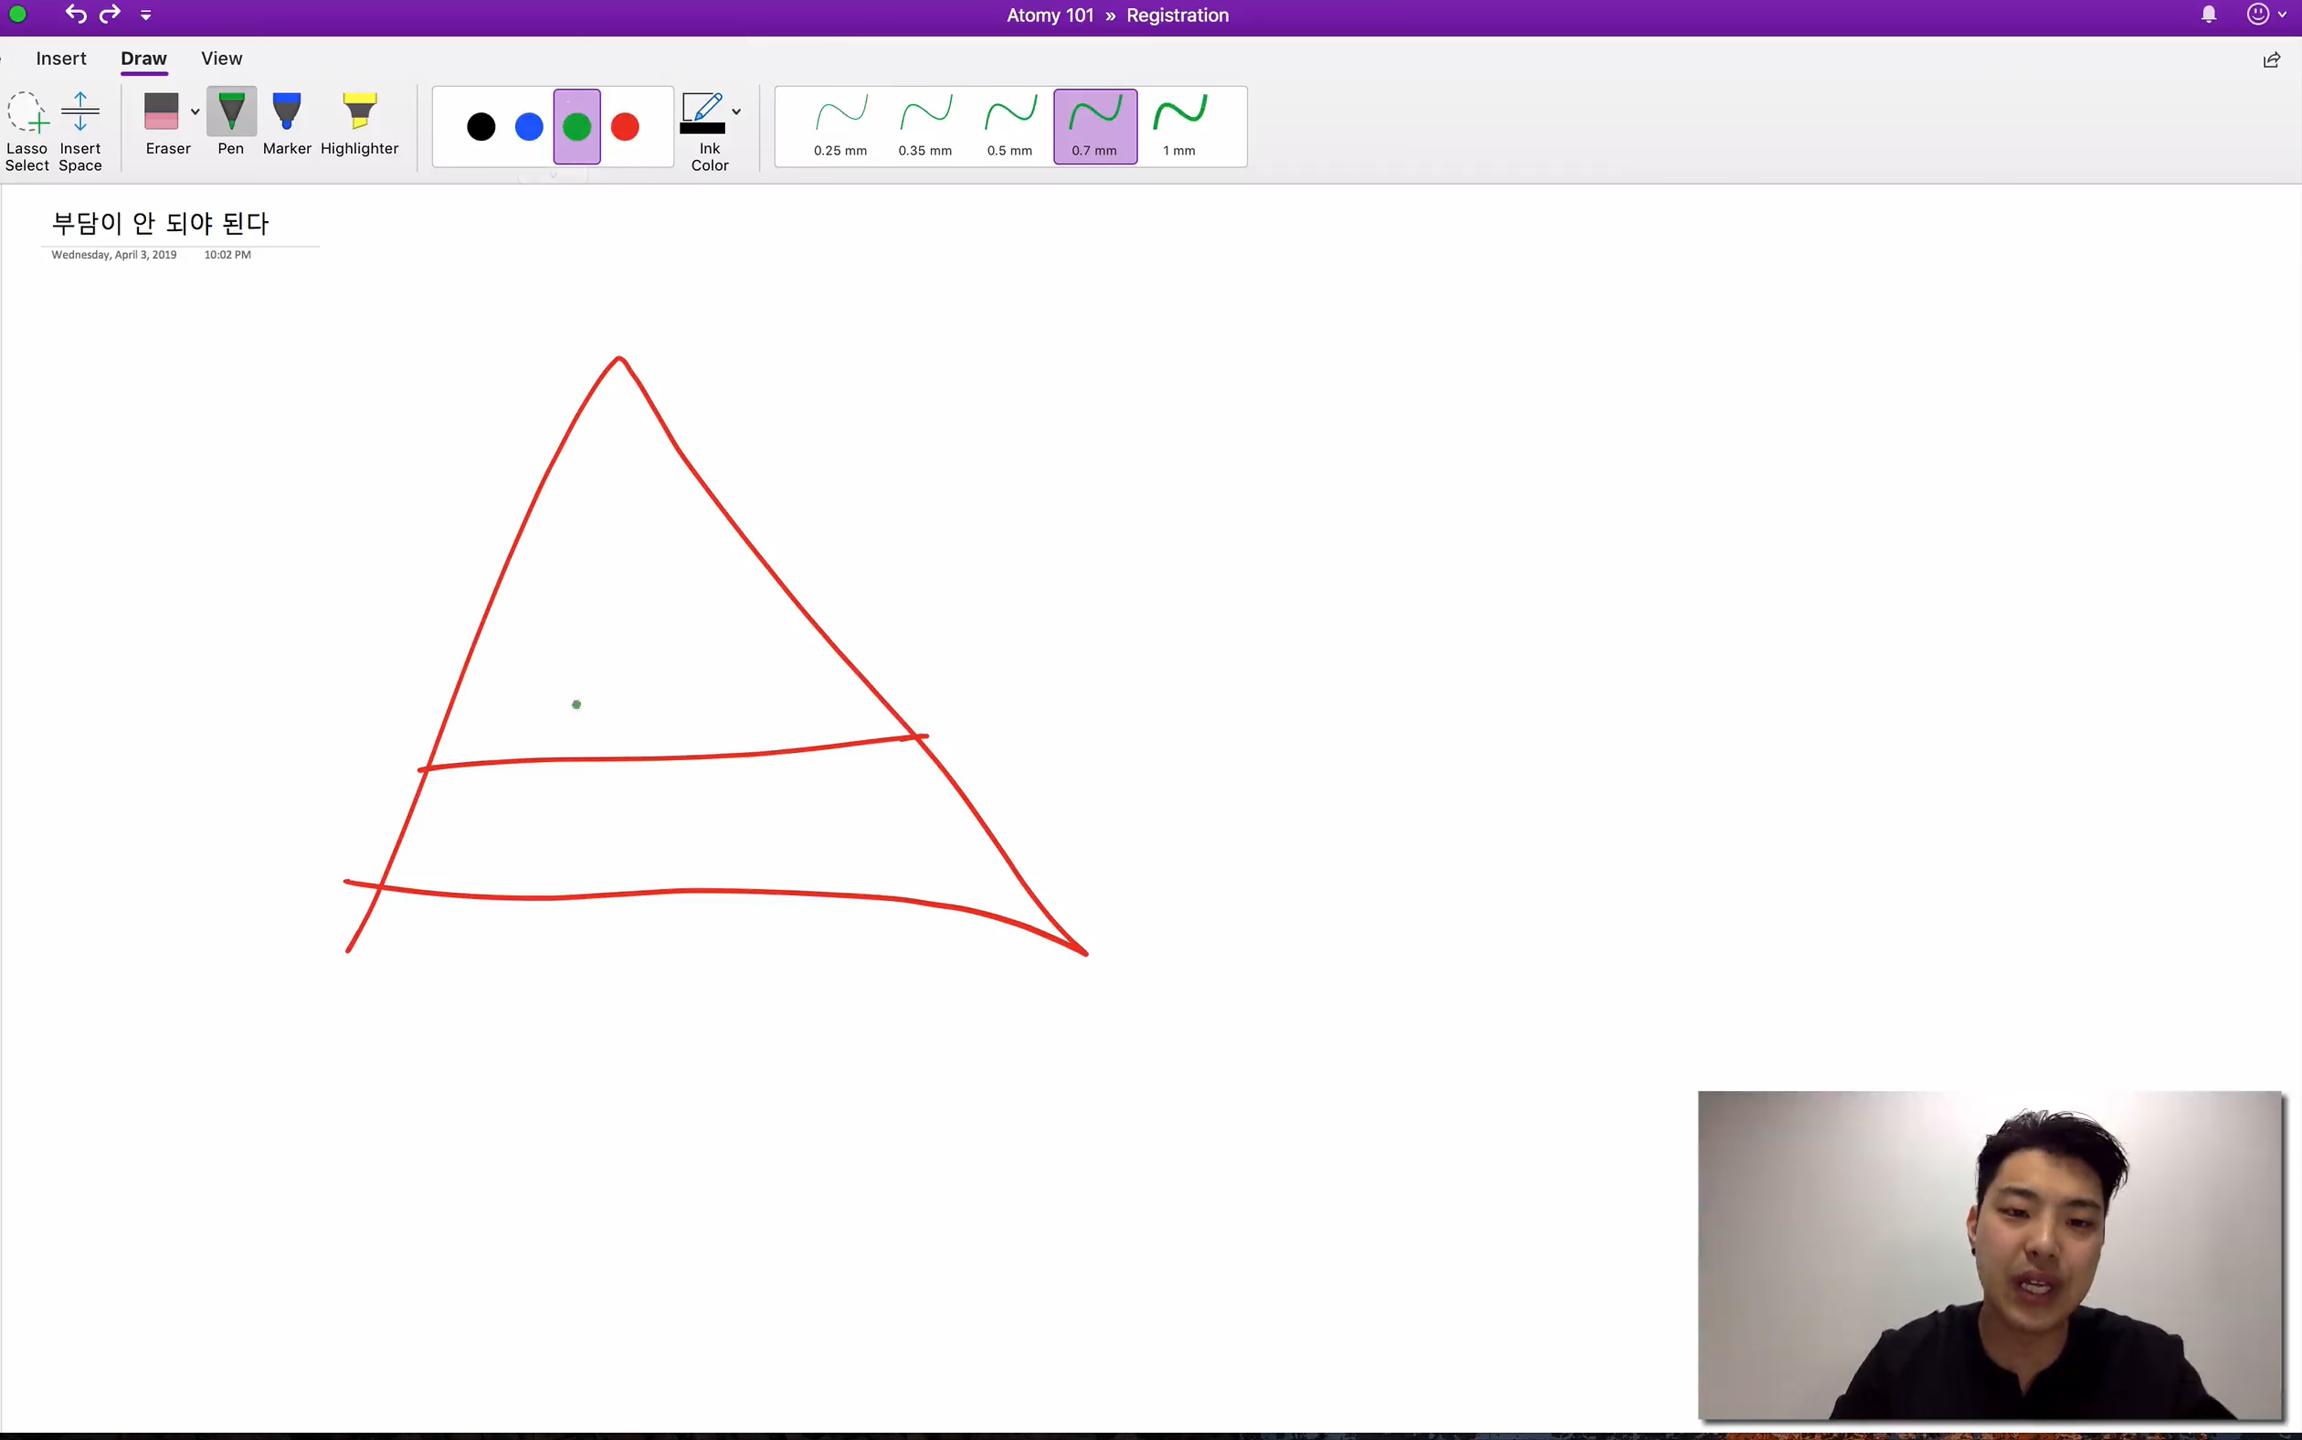 Atomy 101 » Registration
Insert
Draw
View
Lasso Select
Insert Space
Eraser
Pen
Marker
Highlighter
Ink Color
0.25 mm
0.35 mm
0.5 mm
0.7 mm
1 mm
부담이 안 되야 된다
Wednesday, April 3, 2019 10:02 PM